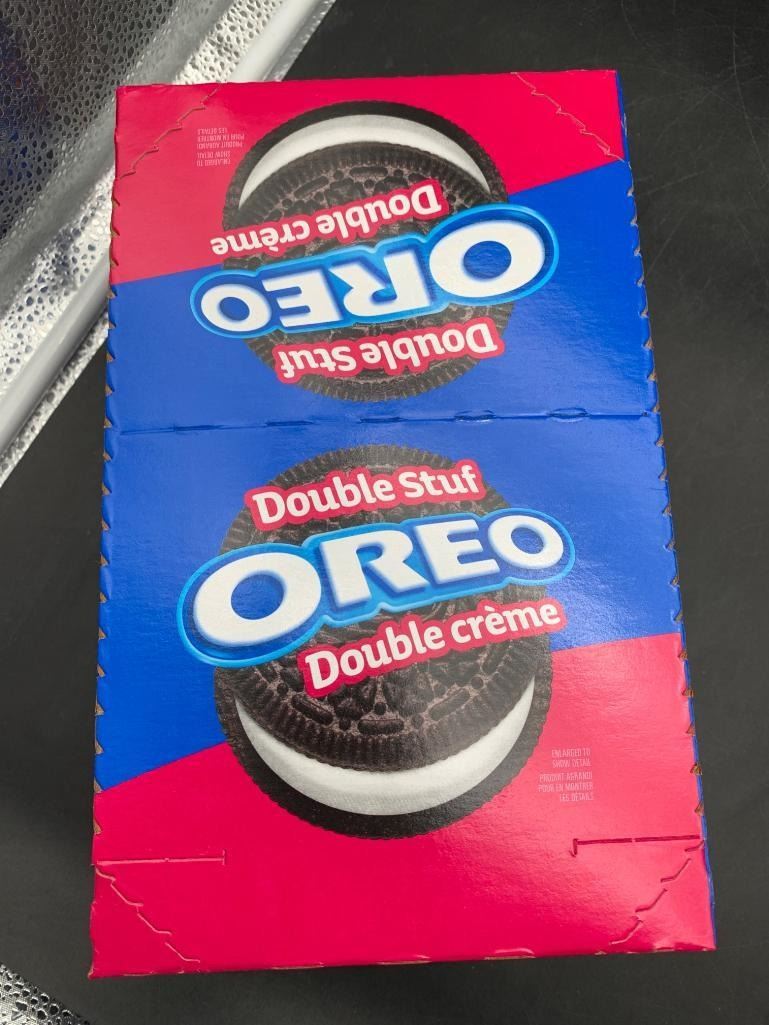 ENLARGED TO
SHOW DETAIL
PRODUIT AGRANDI
POUR EN MONTRER
LES DÉTAILS
Double Stuf
OREO
Double crème
Double Stuf
OREO
Double crème
ENLARGED TO
SHOW DETAIL
PRODUIT AGRANDI
POUR EN MONTRER
LES DÉTAILS